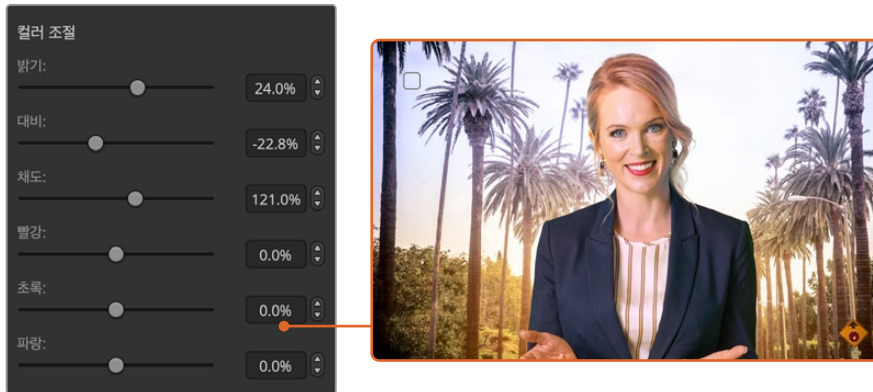 컬러 조절
밝기:
24.0%
대비:
-22.8%
채도:
121.0%
빨강:
0.0%
초록:
0.0%
파랑:
0.0%